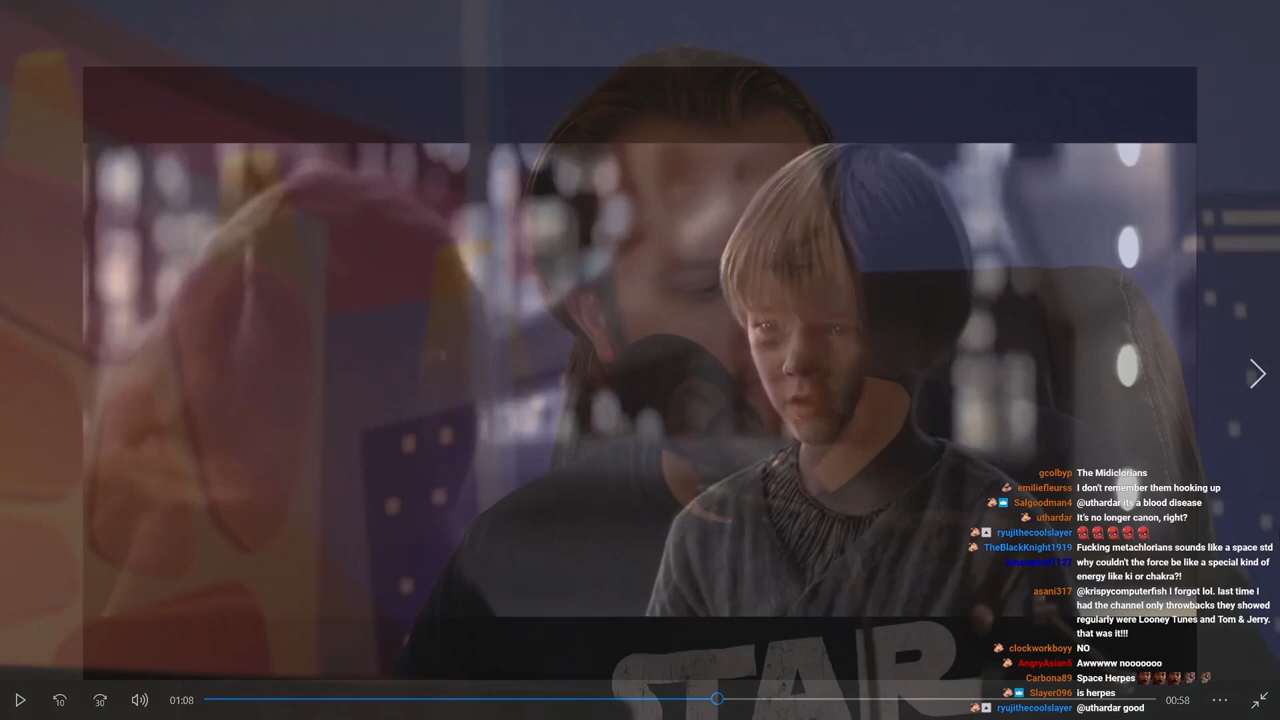 gcolbyp The Midiclorians
emiliefleurss I don't remember them hooking up
Salgoodman4 @uthardar its a blood disease
uthardar It's no longer canon, right?
ryujithecoolslayer
TheBlackKnight1919 Fucking metachlorians sounds like a space std
why couldn't the force be like a special kind of
energy like ki or chakra?!
asani317 @krispycomputerfish I forgot lol. last time I
had the channel only throwbacks they showed
regularly were Looney Tunes and Tom & Jerry.
that was it!!!
clockworkboyy NO
AngryAsian5 Awwwww nooooooo
Carbona89 Space Herpes
Slayer096 is herpes
ryujithecoolslayer @uthardar good
STAR
10
30
01:08
00:58